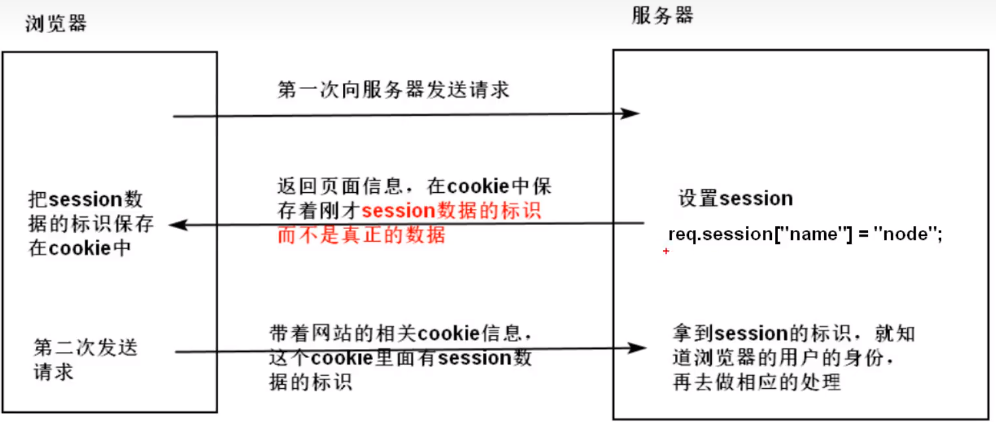 浏览器
服务器
第一次向服务器发送请求
把session数
据的标识保存
在cookie中
返回页面信息，在cookie中保
存着刚才session数据的标识
而不是真正的数据
设置session
req.session["name"] = "node";
第二次发送
请求
带着网站的相关cookie信息，
这个cookie里面有session数
据的标识
拿到session的标识，就知
道浏览器的用户的身份，
再去做相应的处理